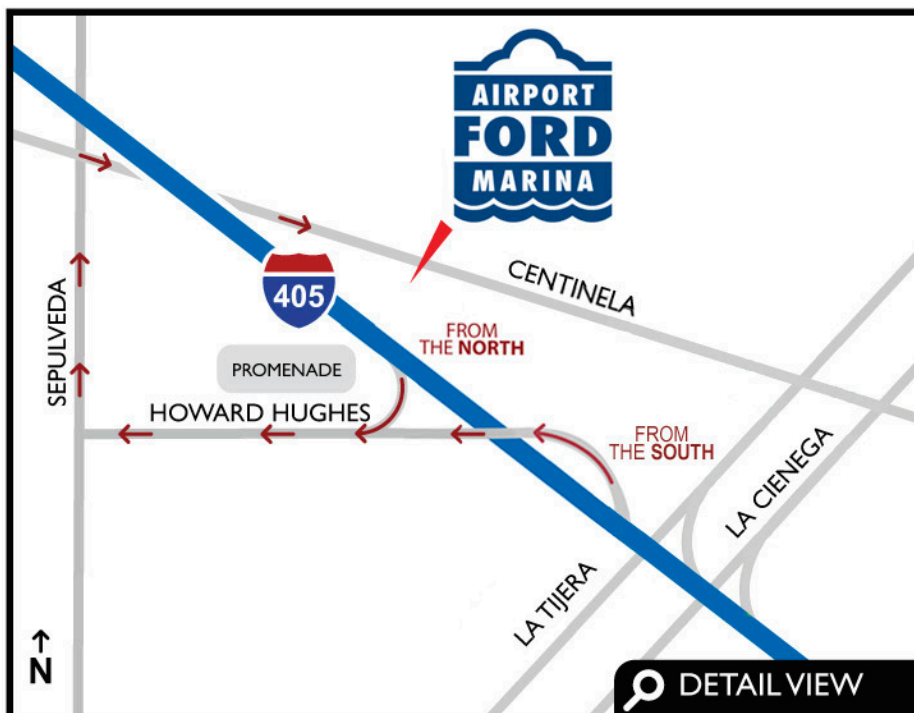 AIRPORT
FORD
MARINA
CENTINELA
405
SEPULVEDA
FROM
THE NORTH
PROMENADE
HOWARD HUGHES
FROM
THE SOUTH
LA CIENEGA
LA TIJERA
N
DETAIL VIEW